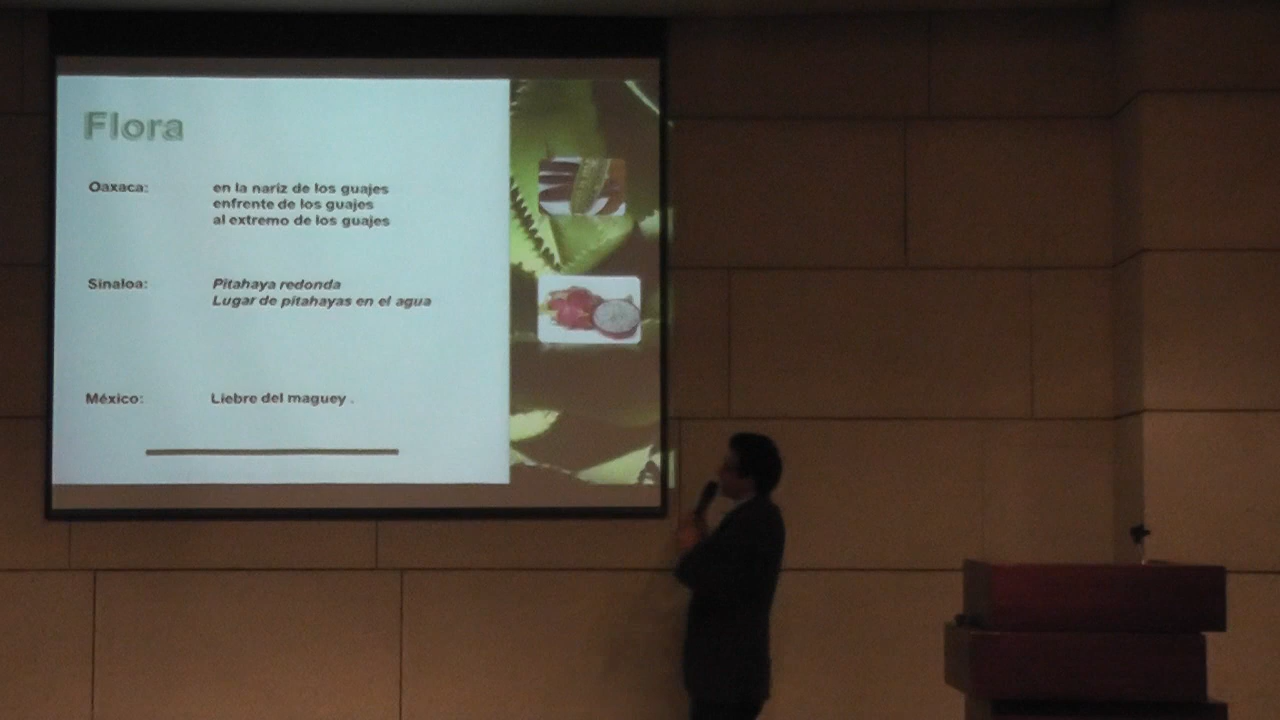 Flora
Oaxaca: en la nariz de los guajes
enfrente de los guajes
al extremo de los guajes
Sinaloa: Pitahaya redonda
Lugar de pitahayas en el agua
México: Liebre del maguey .